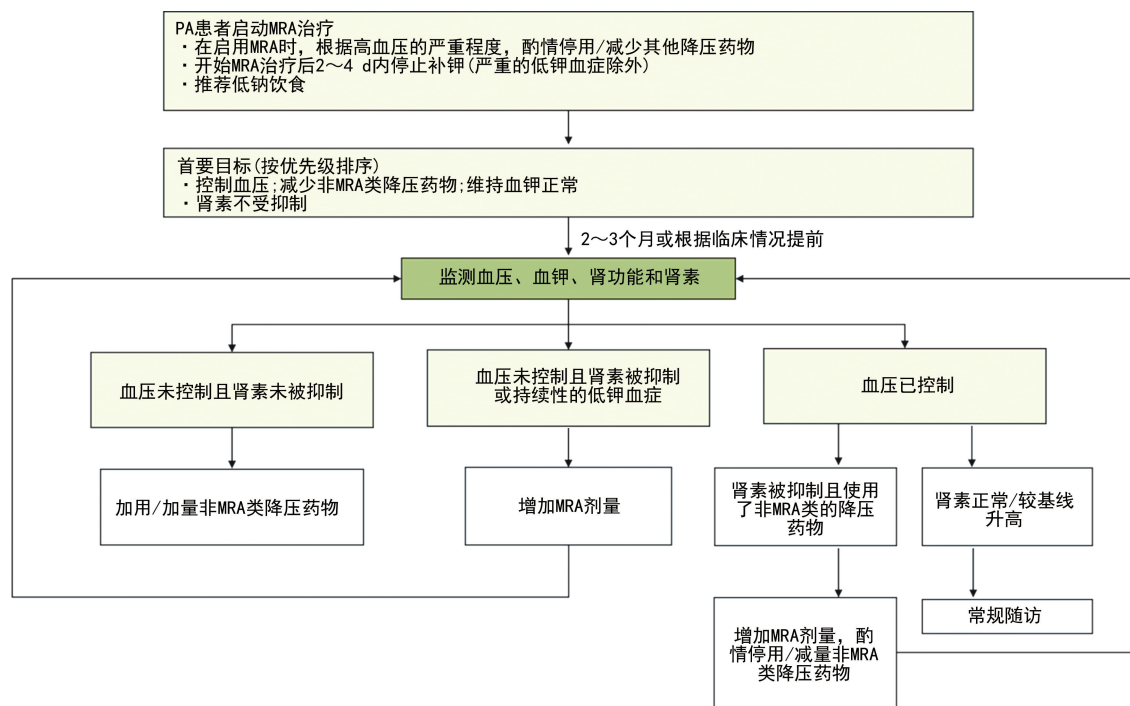 PA患者启动MRA治疗
·在启用MRA时，根据高血压的严重程度，酌情停用/减少其他降压药物
·开始MRA治疗后2～4 d内停止补钾(严重的低钾血症除外)
·推荐低钠饮食
首要目标(按优先级排序)
·控制血压;减少非MRA类降压药物;维持血钾正常
·肾素不受抑制
2～3个月或根据临床情况提前
监测血压、血钾、肾功能和肾素
血压未控制且肾素未被抑制
血压未控制且肾素被抑制
或持续性的低钾血症
血压已控制
加用/加量非MRA类降压药物
增加MRA剂量
肾素被抑制且使用
了非MRA类的降压
药物
肾素正常/较基线
升高
增加MRA剂量，酌
情停用/减量非MRA
类降压药物
常规随访